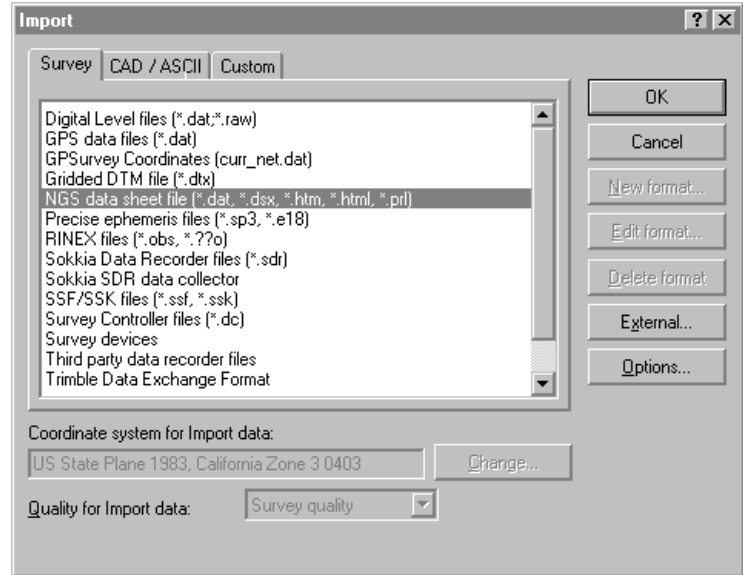 Import
Survey CAD / ASCII Custom
Digital Level files (*.dat;*.raw)
GPS data files (*.dat)
GPSurvey Coordinates (curr_net.dat)
Gridded DTM file (*.dtx)
NGS data sheet file (*.dat, *.dsx, *.htm, *.html, *.prl)
Precise ephemeris files (*.sp3, *.e18)
RINEX files (*.obs, *.??o)
Sokkia Data Recorder files (*.sdr)
Sokkia SDR data collector
SSF/SSK files (*.ssf, *.ssk)
Survey Controller files (*.dc)
Survey devices
Third party data recorder files
Trimble Data Exchange Format
OK
Cancel
New format...
Edit format...
Delete format
External...
Options...
Coordinate system for Import data:
US State Plane 1983, California Zone 3 0403 Change...
Quality for Import data: Survey quality